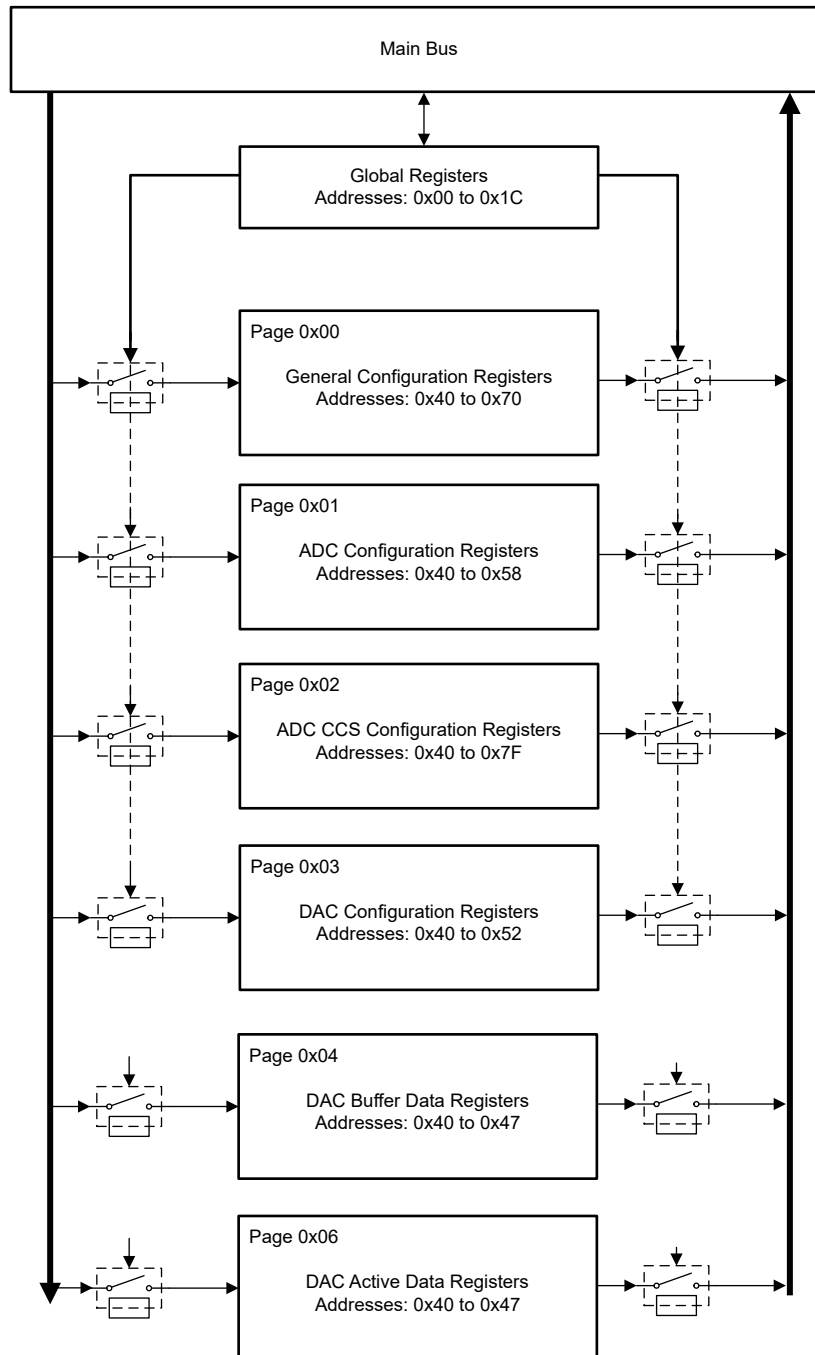 Main Bus
Global Registers
Addresses: 0x00 to 0x1C
Page 0x00
General Configuration Registers
Addresses: 0x40 to 0x70
Page 0x01
ADC Configuration Registers
Addresses: 0x40 to 0x58
Page 0x02
ADC CCS Configuration Registers
Addresses: 0x40 to 0x7F
Page 0x03
DAC Configuration Registers
Addresses: 0x40 to 0x52
Page 0x04
DAC Buffer Data Registers
Addresses: 0x40 to 0x47
Page 0x06
DAC Active Data Registers
Addresses: 0x40 to 0x47